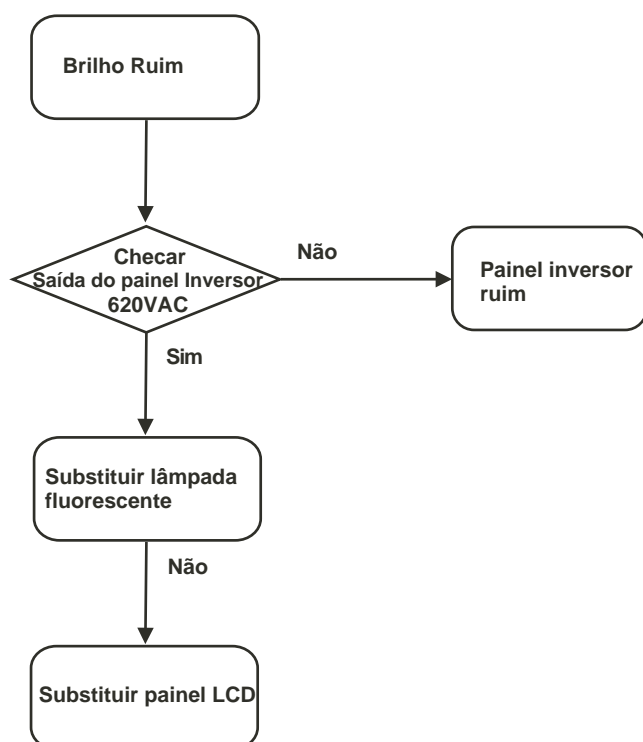 Brilho Ruim
Checar
Saída do painel Inversor
620VAC
Não
Painel inversor
ruim
Sim
Substituir lâmpada
fluorescente
Não
Substituir painel LCD